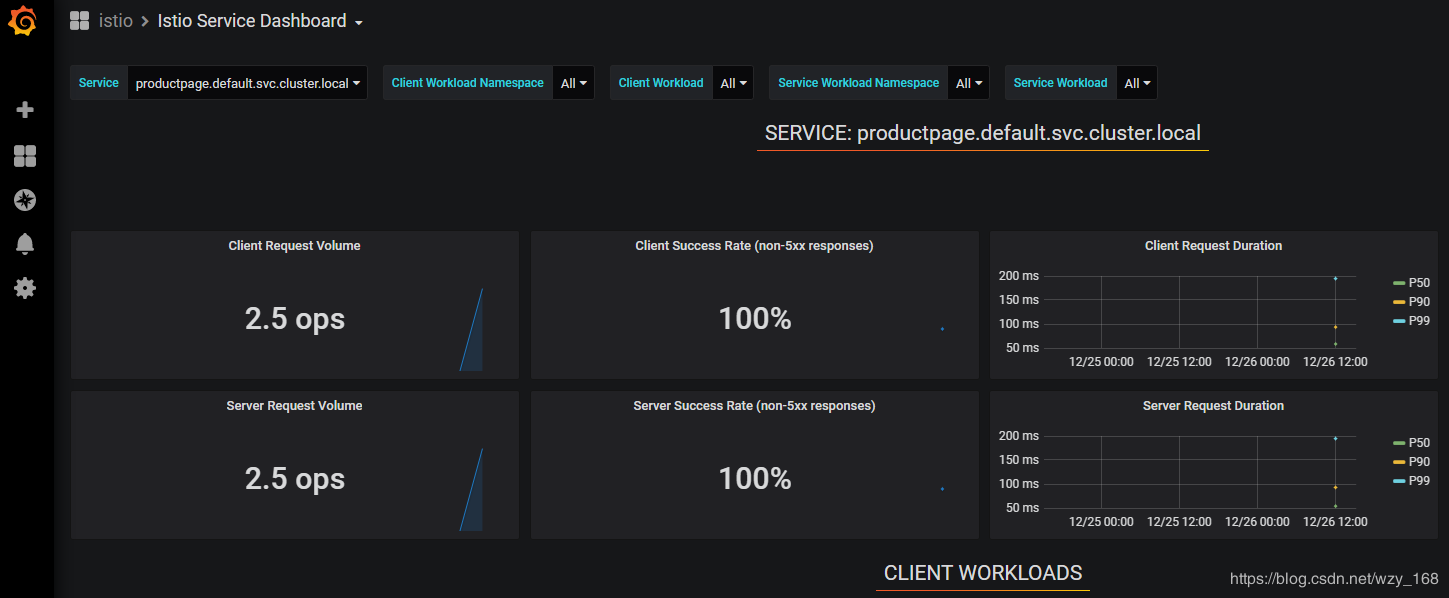 istio > Istio Service Dashboard
Service productpage.default.svc.cluster.local Client Workload Namespace All Client Workload All Service Workload Namespace All Service Workload All
SERVICE: productpage.default.svc.cluster.local
Client Request Volume
2.5 ops
Client Success Rate (non-5xx responses)
100%
Client Request Duration
200 ms
150 ms
100 ms
50 ms
12/25 00:00 12/25 12:00 12/26 00:00 12/26 12:00
P50
P90
P99
Server Request Volume
2.5 ops
Server Success Rate (non-5xx responses)
100%
Server Request Duration
200 ms
150 ms
100 ms
50 ms
12/25 00:00 12/25 12:00 12/26 00:00 12/26 12:00
P50
P90
P99
CLIENT WORKLOADS
https://blog.csdn.net/wzy_168